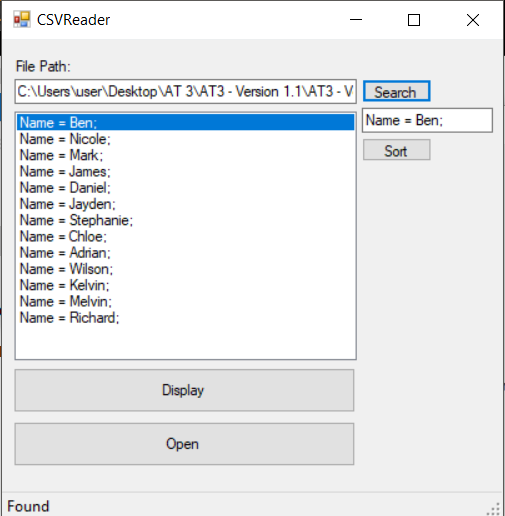 CSVReader
File Path:
C:\Users\user\Desktop\AT 3\AT3 - Version 1.1\AT3 - V
Search
Name = Ben;
Name = Ben;
Name = Nicole;
Name = Mark;
Name = James;
Name = Daniel;
Name = Jayden;
Name = Stephanie;
Name = Chloe;
Name = Adrian;
Name = Wilson;
Name = Kelvin;
Name = Melvin;
Name = Richard;
Sort
Display
Open
Found